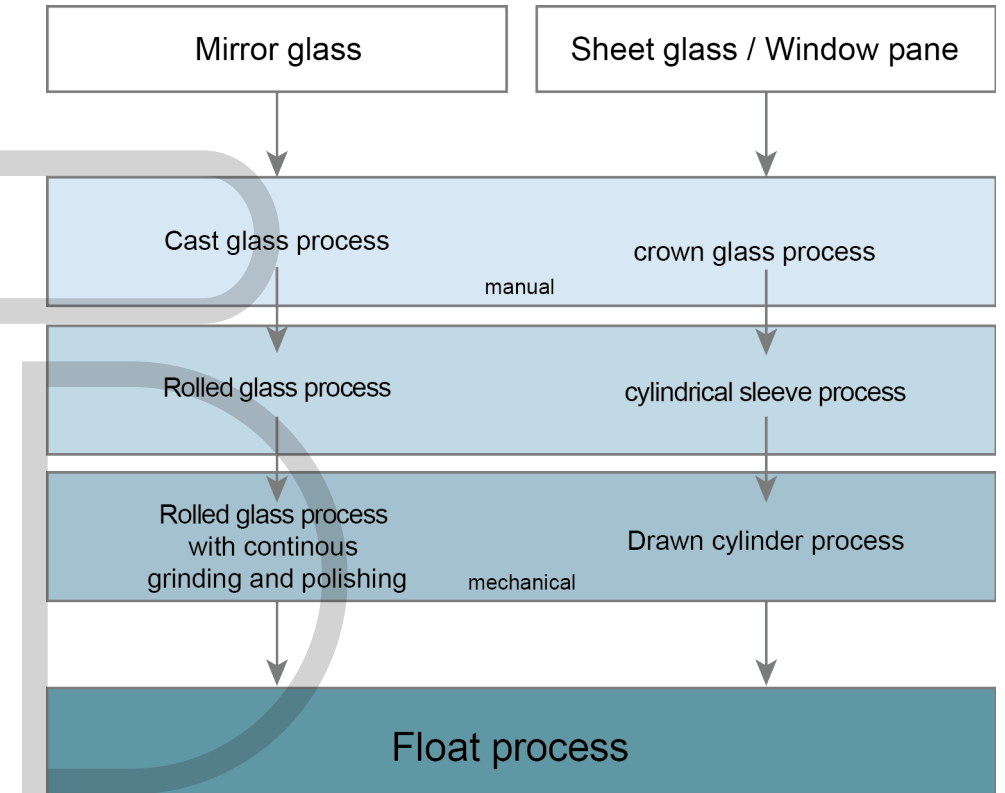 Mirror glass
Sheet glass / Window pane
Cast glass process
crown glass process
manual
Rolled glass process
cylindrical sleeve process
Rolled glass process
with continous
grinding and polishing
Drawn cylinder process
mechanical
Float process